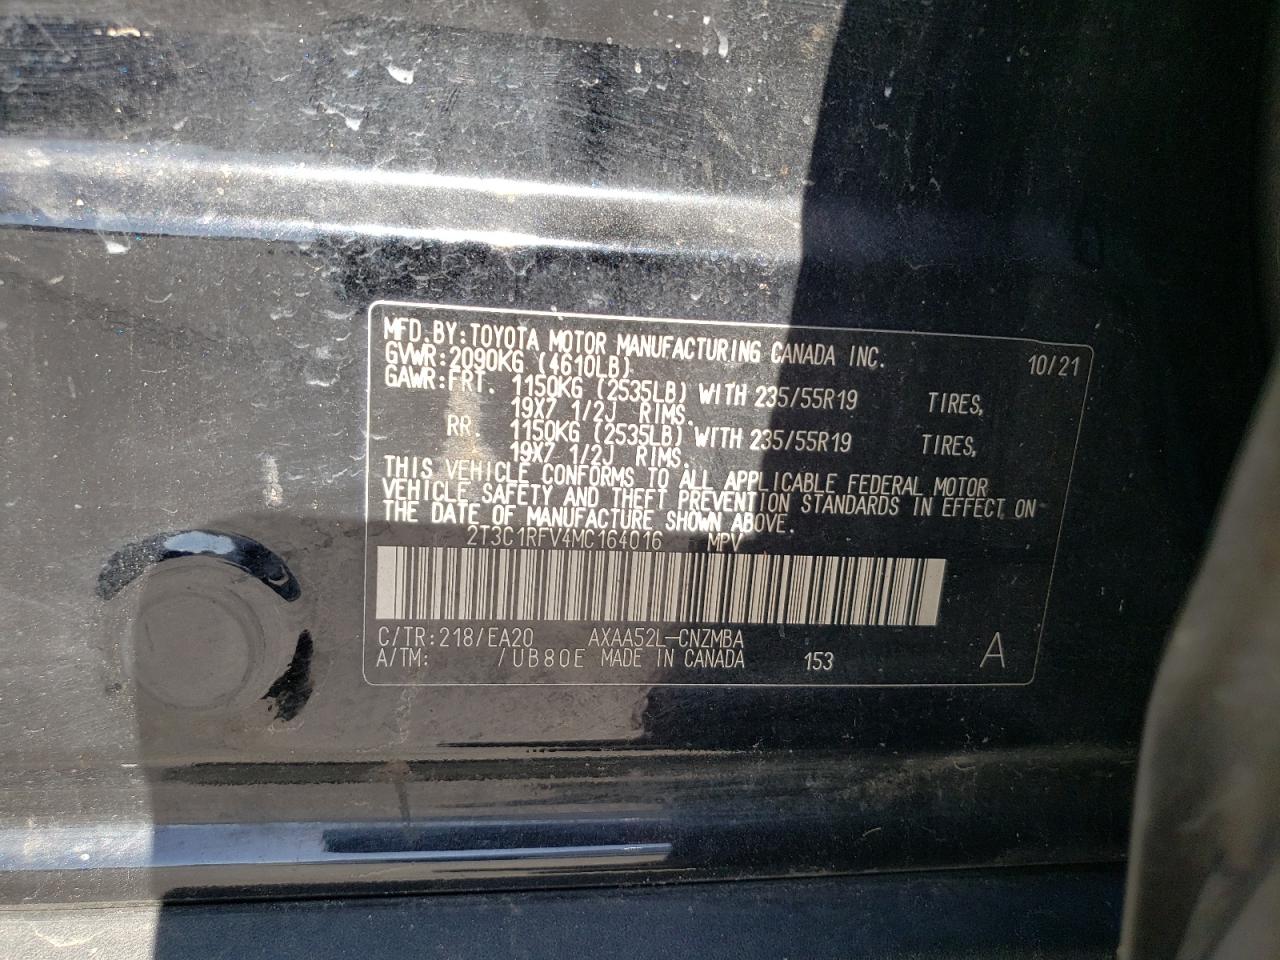 MFD. BY: TOYOTA MOTOR MANUFACTURING CANADA INC. 10/21
GVWR: 2090KG (4610LB)
GAWR: FRT. 1150KG (2535LB) WITH 235/55R19 TIRES,
19X7 1/2J RIMS.
RR. 1150KG (2535LB) WITH 235/55R19 TIRES,
19X7 1/2J RIMS.
THIS VEHICLE CONFORMS TO ALL APPLICABLE FEDERAL MOTOR
VEHICLE SAFETY AND THEFT PREVENTION STANDARDS IN EFFECT ON
THE DATE OF MANUFACTURE SHOWN ABOVE.
2T3C1RFV4MC164016 MPV
C/TR: 218/EA20 AXAA52L-CNZMBA
A/TM: /UB80E MADE IN CANADA 153 A